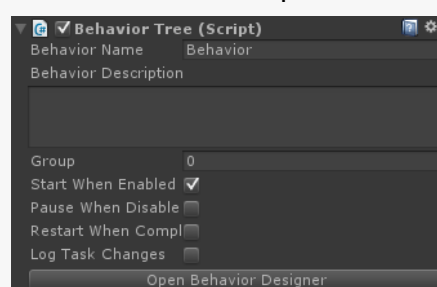 Behavior Tree (Script)
Behavior Name Behavior
Behavior Description
Group 0
Start When Enabled
Pause When Disable
Restart When Compl
Log Task Changes
Open Behavior Designer